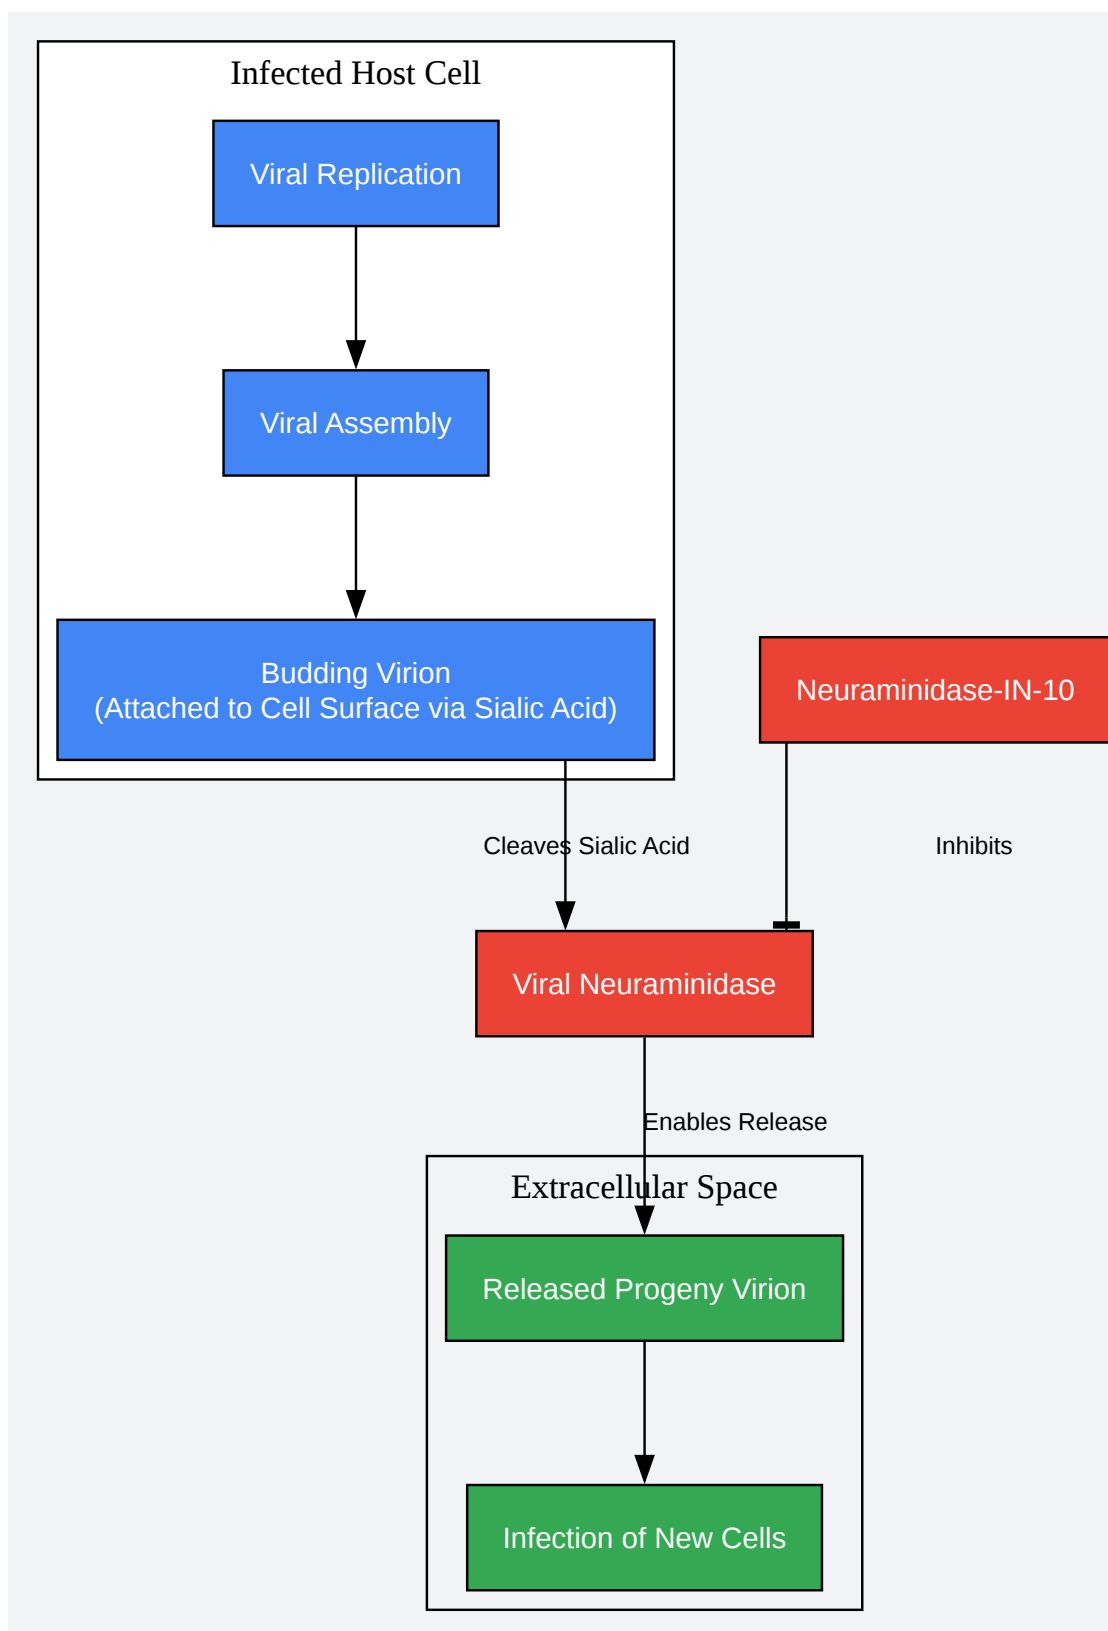 Infected Host Cell
Viral Replication
Viral Assembly
Budding Virion
(Attached to Cell Surface via Sialic Acid)
Neuraminidase-IN-10
Cleaves Sialic Acid
Inhibits
Viral Neuraminidase
Enables Release
Extracellular Space
Released Progeny Virion
Infection of New Cells